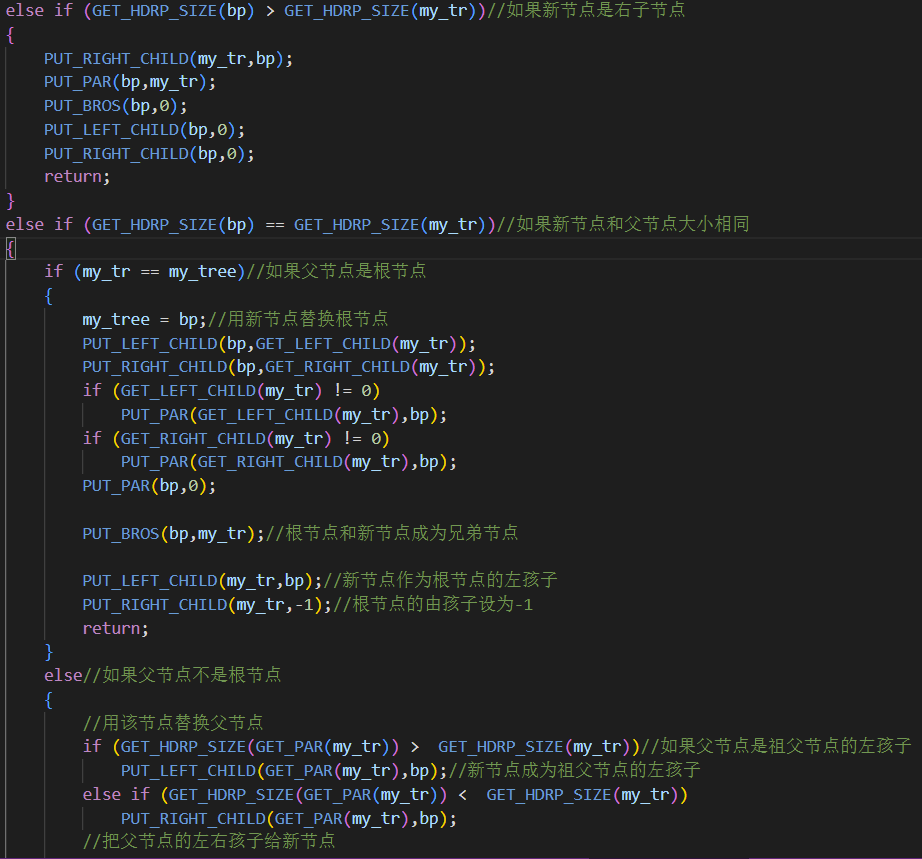 else if (GET_HDRP_SIZE(bp) > GET_HDRP_SIZE(my_tr))//如果新节点是右子节点
{
PUT_RIGHT_CHILD(my_tr,bp);
PUT_PAR(bp,my_tr);
PUT_BROS(bp,0);
PUT_LEFT_CHILD(bp,0);
PUT_RIGHT_CHILD(bp,0);
return;
}
else if (GET_HDRP_SIZE(bp) == GET_HDRP_SIZE(my_tr))//如果新节点和父节点大小相同
{
if (my_tr == my_tree)//如果父节点是根节点
{
my_tree = bp;//用新节点替换根节点
PUT_LEFT_CHILD(bp,GET_LEFT_CHILD(my_tr));
PUT_RIGHT_CHILD(bp,GET_RIGHT_CHILD(my_tr));
if (GET_LEFT_CHILD(my_tr) != 0)
PUT_PAR(GET_LEFT_CHILD(my_tr),bp);
if (GET_RIGHT_CHILD(my_tr) != 0)
PUT_PAR(GET_RIGHT_CHILD(my_tr),bp);
PUT_PAR(bp,0);
PUT_BROS(bp,my_tr);//根节点和新节点成为兄弟节点
PUT_LEFT_CHILD(my_tr,bp);//新节点作为根节点的左孩子
PUT_RIGHT_CHILD(my_tr,-1);//根节点的由孩子设为-1
return;
}
else//如果父节点不是根节点
{
//用该节点替换父节点
if (GET_HDRP_SIZE(GET_PAR(my_tr)) >  GET_HDRP_SIZE(my_tr))//如果父节点是祖父节点的左孩子
PUT_LEFT_CHILD(GET_PAR(my_tr),bp);//新节点成为祖父节点的左孩子
else if (GET_HDRP_SIZE(GET_PAR(my_tr)) <  GET_HDRP_SIZE(my_tr))
PUT_RIGHT_CHILD(GET_PAR(my_tr),bp);
//把父节点的左右孩子给新节点